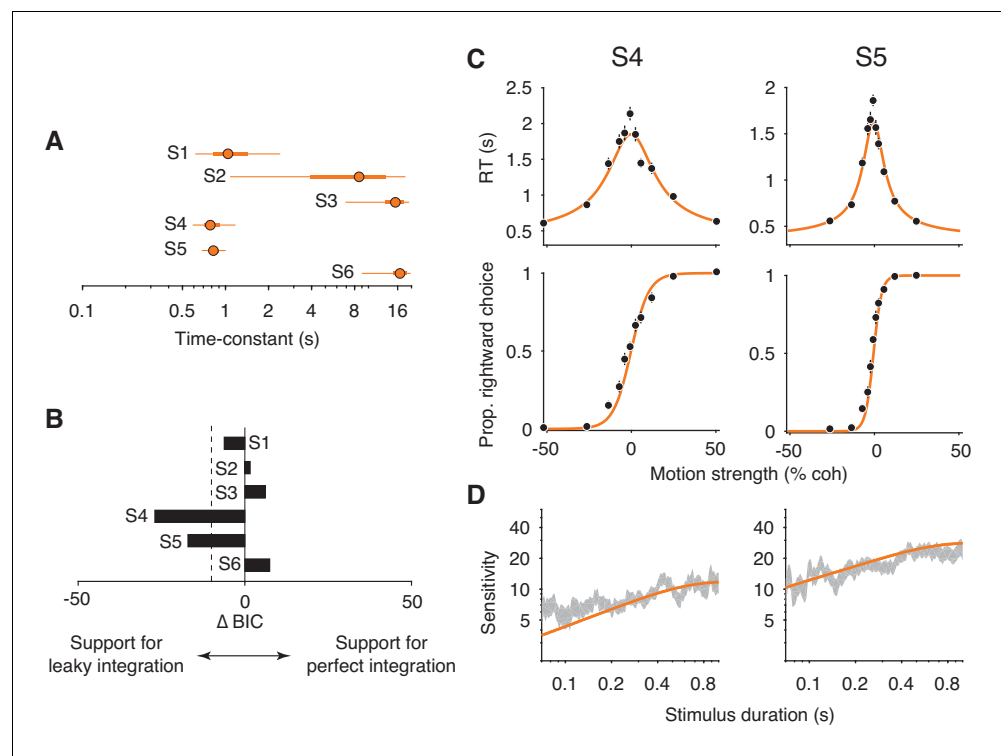 A
S1
S2
S3
S4
S5
S6
0.1 0.5 1 2 4 8 16
Time-constant (s)
B
S1
S2
S3
S4
S5
S6
-50 0 50
Δ BIC
Support for leaky integration
Support for perfect integration
C
S4 S5
2.5
2
1.5
1
0.5
RT (s)
2
1.5
1
0.5
1
0.5
0
Prop. rightward choice
1
0.5
0
-50 0 50 -50 0 50
Motion strength (% coh)
D
40
20
10
5
Sensitivity
40
20
10
5
0.1 0.2 0.4 0.8 0.1 0.2 0.4 0.8
Stimulus duration (s)